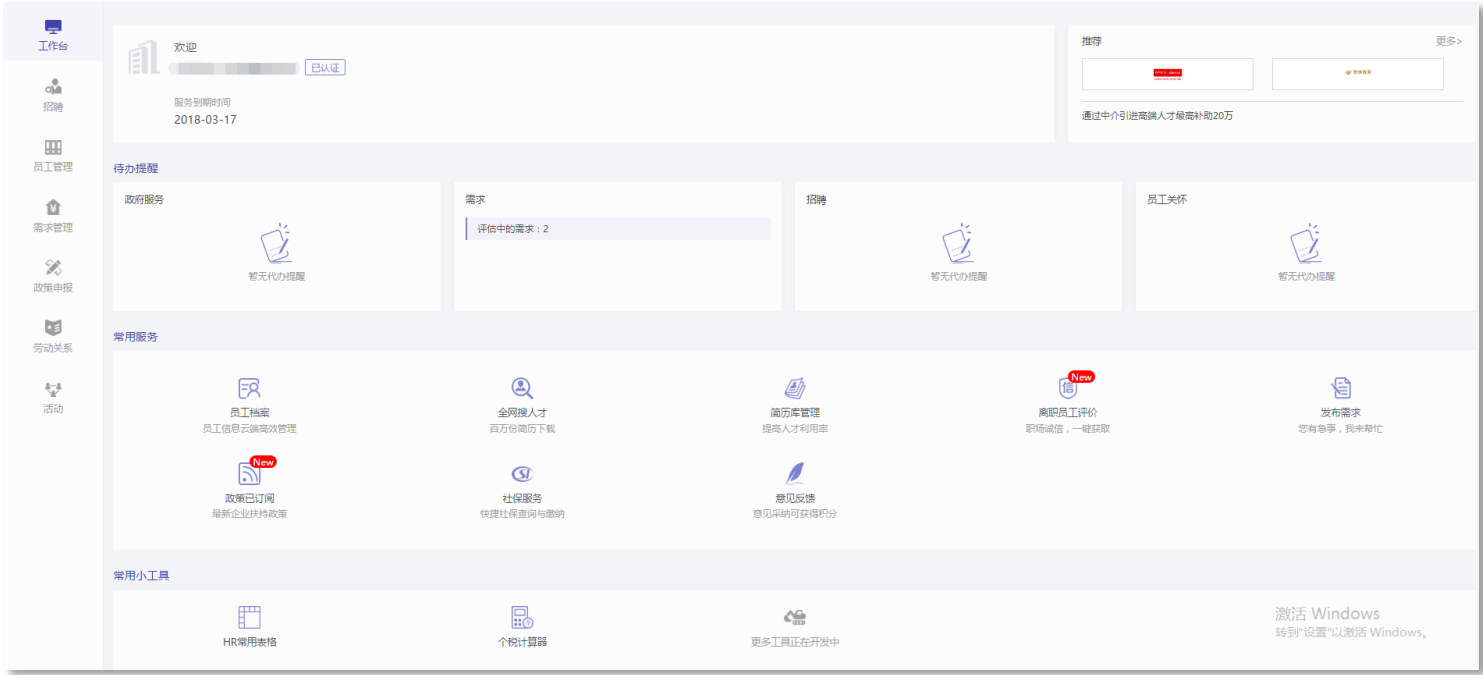 工作台
招聘
员工管理
需求管理
政策申报
劳动关系
活动
欢迎
已认证
服务到期时间
2018-03-17
推荐
更多>
通过中介引进高端人才最高补助20万
待办提醒
政府服务
暂无代办提醒
需求
评估中的需求：2
招聘
暂无代办提醒
员工关怀
暂无代办提醒
常用服务
员工档案
员工信息云端高效管理
全网搜人才
百万份简历下载
简历库管理
提高人才利用率
信
New
离职员工评价
职场诚信，一键获取
发布需求
您有急事，我来帮忙
New
政策已订阅
最新企业扶持政策
SI
社保服务
快捷社保查询与缴纳
意见反馈
意见采纳可获得积分
常用小工具
HR常用表格
个税计算器
更多工具正在开发中
激活 Windows
转到"设置"以激活 Windows。